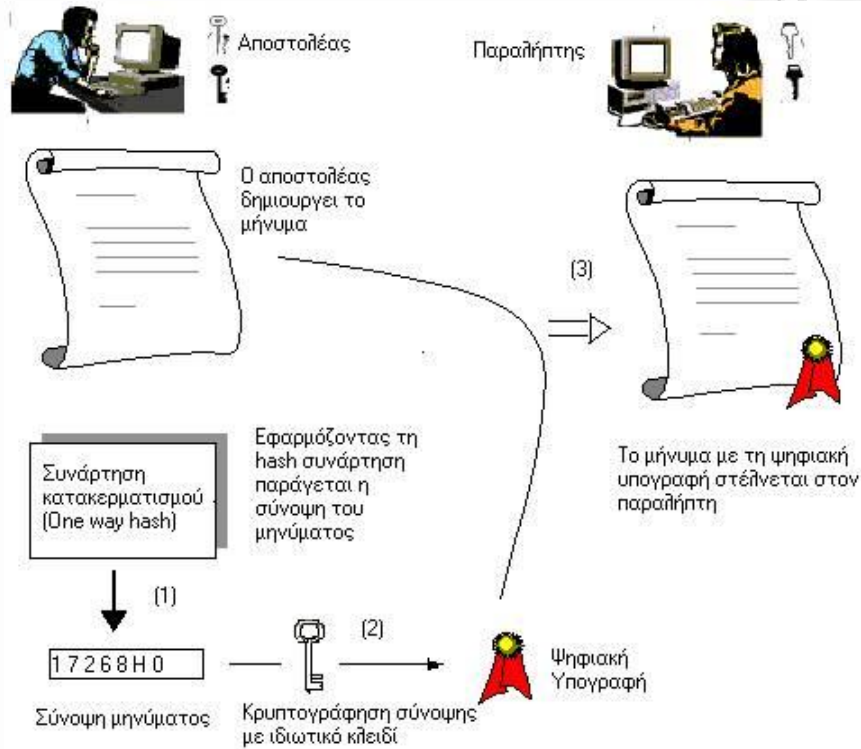 Αποστολέας
Παραλήπτης
Ο αποστολέας
δημιουργει το
μήνυμα
(3)
Εφαρμόζοντας τη
hash συνάρτηση
παράγεται η
σύνοψη του
μηνύματος
Συνάρτηση
κατακερματισμού
(One way hash)
Το μήνυμα με τη ψηφιακή
υπογραφή στέλνεται στον
παραλήπτη
(1)
17268H0
Σύνοψη μηνύματος
(2)
Κρυπτογράφηση σύνοψης
με ιδιωτικό κλειδί
Ψηφιακή
Υπογραφή